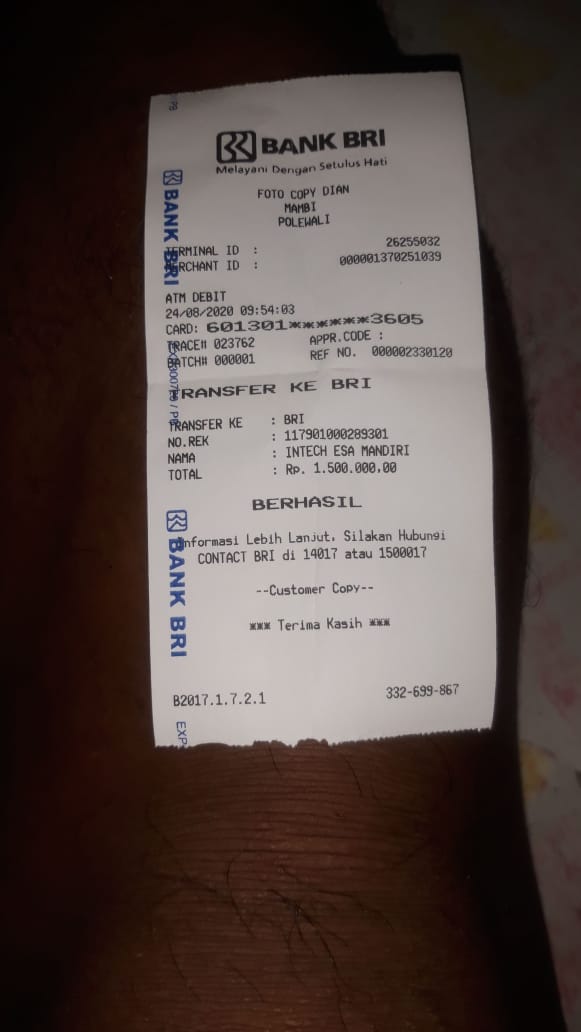 BANK BRI
Melayani Dengan Setulus Hati
FOTO COPY DIAN
MAMBI
POLEWALI
TERMINAL ID : 26255032
MERCHANT ID : 000001370251039
ATM DEBIT
24/08/2020 09:54:03
CARD: 601301******3605
TRACE# 023762 APPR.CODE :
BATCH# 000001 REF NO. 000002330120
TRANSFER KE BRI
TRANSFER KE : BRI
NO.REK : 117901000289301
NAMA : INTECH ESA MANDIRI
TOTAL : Rp. 1.500.000,00
BERHASIL
Informasi Lebih Lanjut, Silakan Hubungi
CONTACT BRI di 14017 atau 1500017
--Customer Copy--
*** Terima Kasih ***
B2017.1.7.2.1 332-699-867
BANK BRI
BANK BRI
EXP